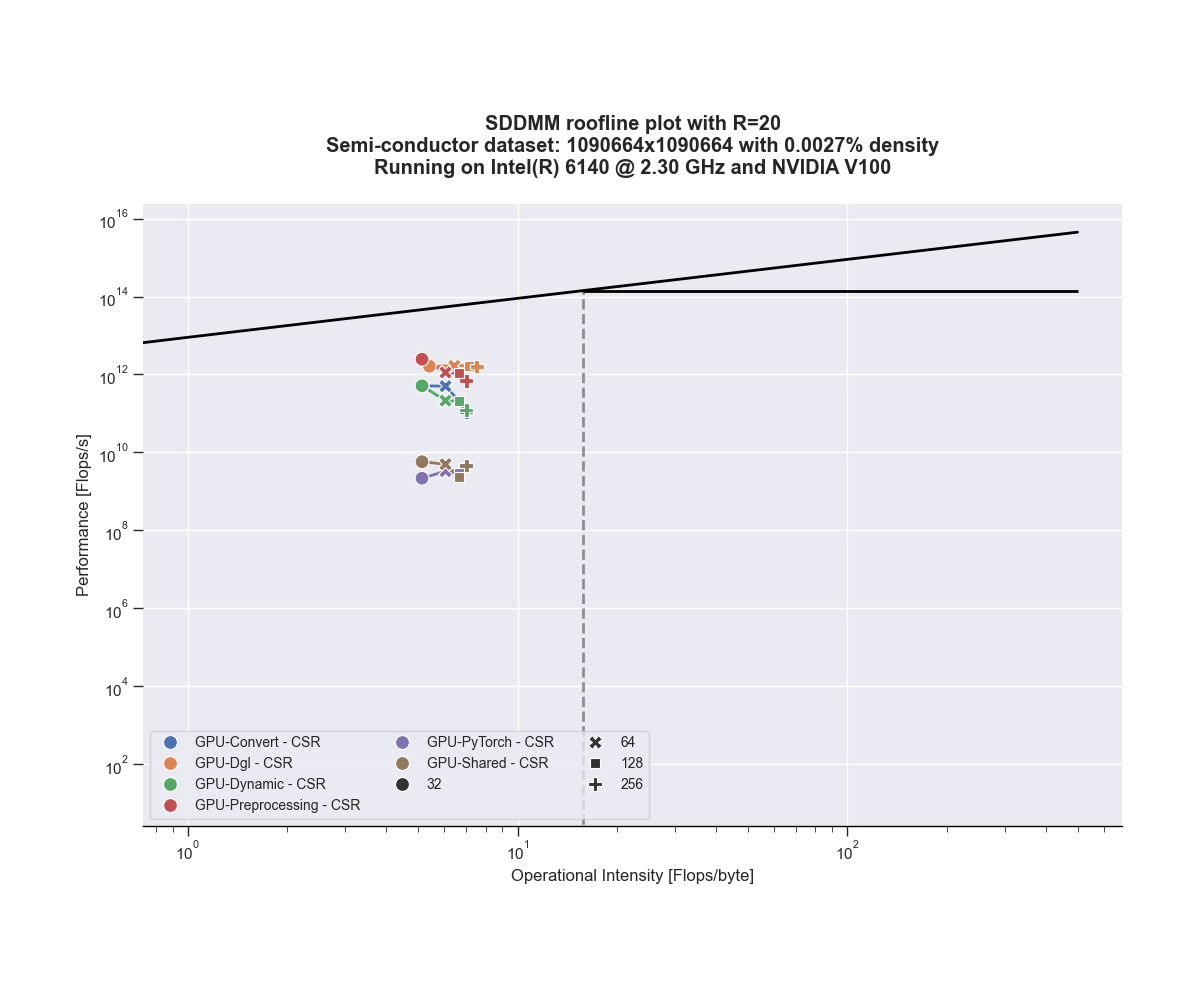 SDDMM roofline plot with R=20
Semi-conductor dataset: 1090664x1090664 with 0.0027% density
Running on Intel(R) 6140 @ 2.30 GHz and NVIDIA V100
Performance [Flops/s]
10^16
10^14
10^12
10^10
10^8
10^6
10^4
10^2
GPU-Convert - CSR
GPU-Dgl - CSR
GPU-Dynamic - CSR
GPU-Preprocessing - CSR
GPU-PyTorch - CSR
GPU-Shared - CSR
32
64
128
256
10^0 10^1 10^2
Operational Intensity [Flops/byte]